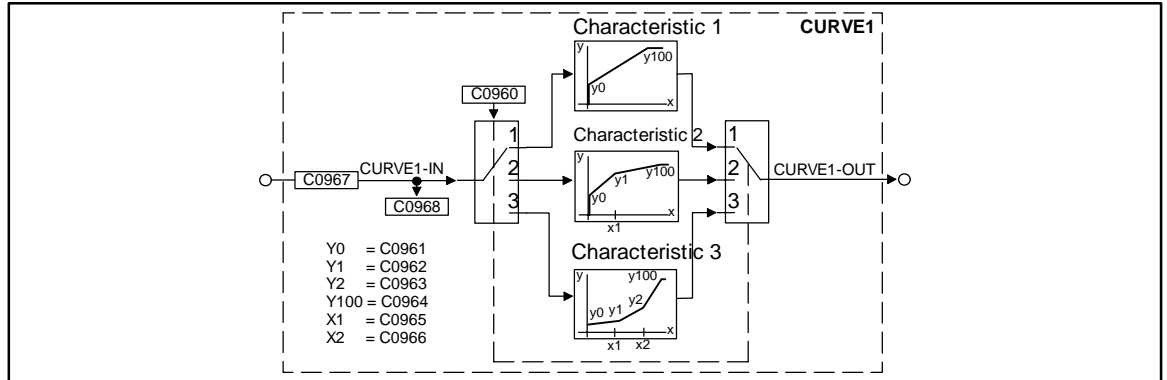 Characteristic 1
CURVE1
y
y100
y0
x
C0960
1
2
3
Characteristic 2
y
y1
y100
y0
x
x1
1
2
3
CURVE1-IN
C0967
C0968
CURVE1-OUT
Characteristic 3
y
y100
y2
y0
y1
x
x1
x2
Y0 = C0961
Y1 = C0962
Y2 = C0963
Y100 = C0964
X1 = C0965
X2 = C0966